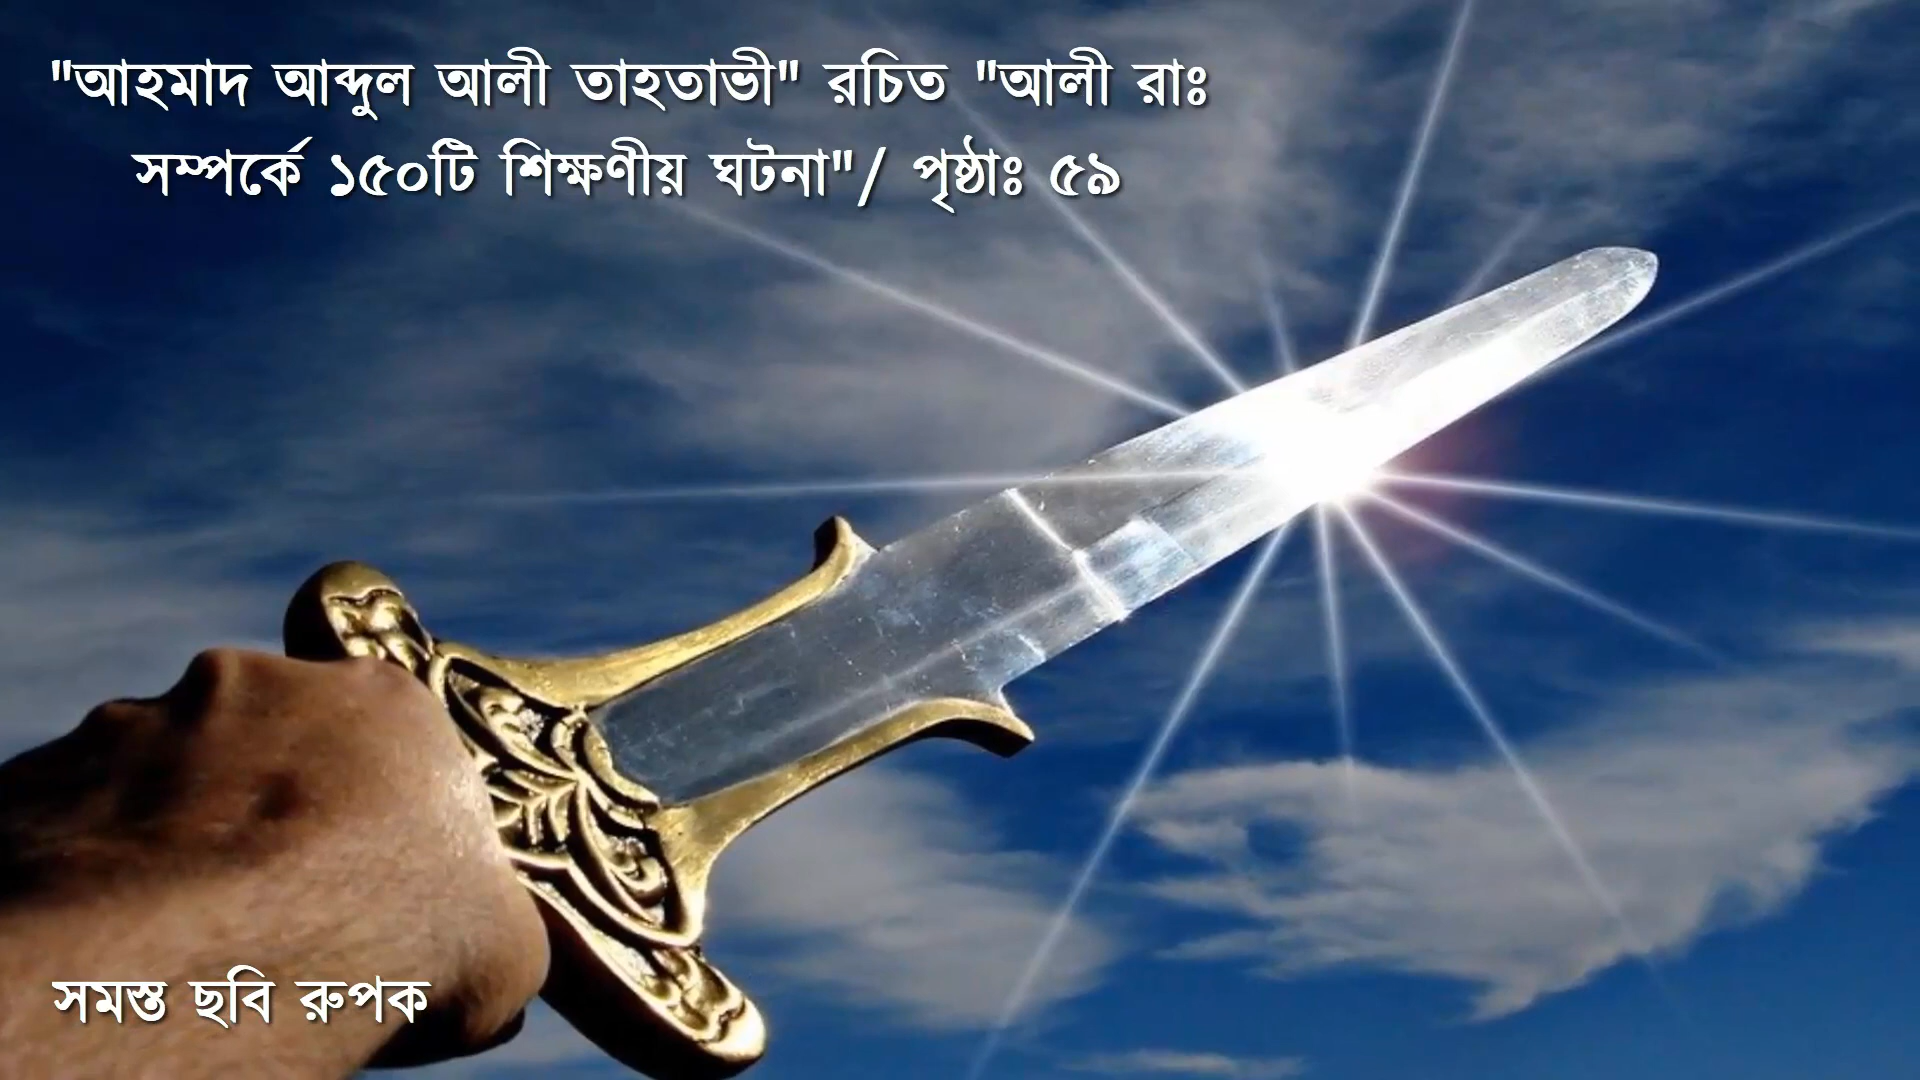 "আহমাদ আব্দুল আলী তাহতাভী" রচিত "আলী রাঃ
সম্পর্কে ১৫০টি শিক্ষণীয় ঘটনা"/ পৃষ্ঠাঃ ৫৯
সমস্ত ছবি রুপক